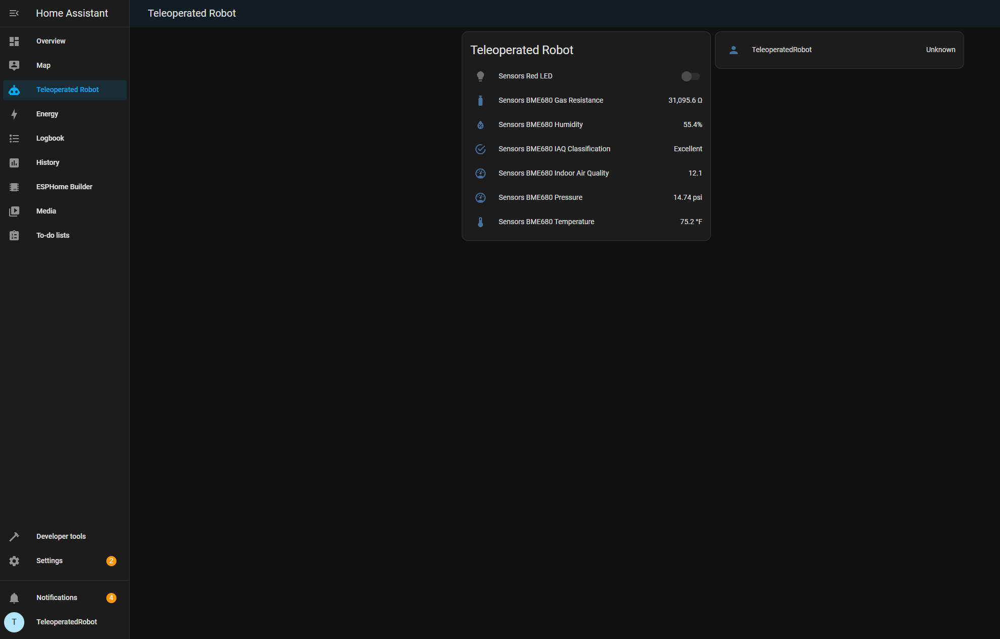 Home Assistant
Overview
Map
Teleoperated Robot
Energy
Logbook
History
ESPHome Builder
Media
To-do lists
Developer tools
Settings 2
Notifications 4
T TeleoperatedRobot
Teleoperated Robot
Teleoperated Robot
Sensors Red LED
Sensors BME680 Gas Resistance 31,095.6 Ω
Sensors BME680 Humidity 55.4%
Sensors BME680 IAQ Classification Excellent
Sensors BME680 Indoor Air Quality 12.1
Sensors BME680 Pressure 14.74 psi
Sensors BME680 Temperature 75.2 °F
TeleoperatedRobot Unknown